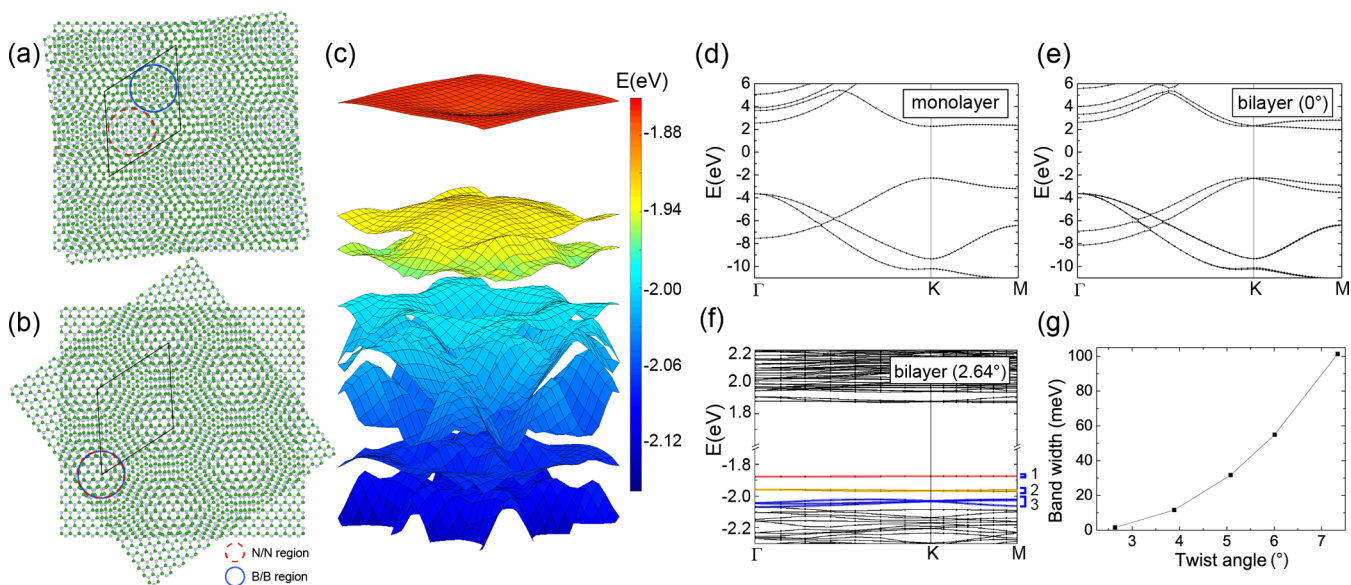 (a)
(b)
N/N region
B/B region
(c)
E(eV)
-1.88
-1.94
-2.00
-2.06
-2.12
(d)
6
4
2
0
-2
-4
-6
-8
-10
E(eV)
monolayer
Γ
K
M
(e)
6
4
2
0
-2
-4
-6
-8
-10
E(eV)
bilayer (0°)
Γ
K
M
(f)
2.2
2.0
1.8
-1.8
-2.0
-2.2
E(eV)
bilayer (2.64°)
1
2
3
Γ
K
M
(g)
100
80
60
40
20
0
Band width (meV)
3
4
5
6
7
Twist angle (°)